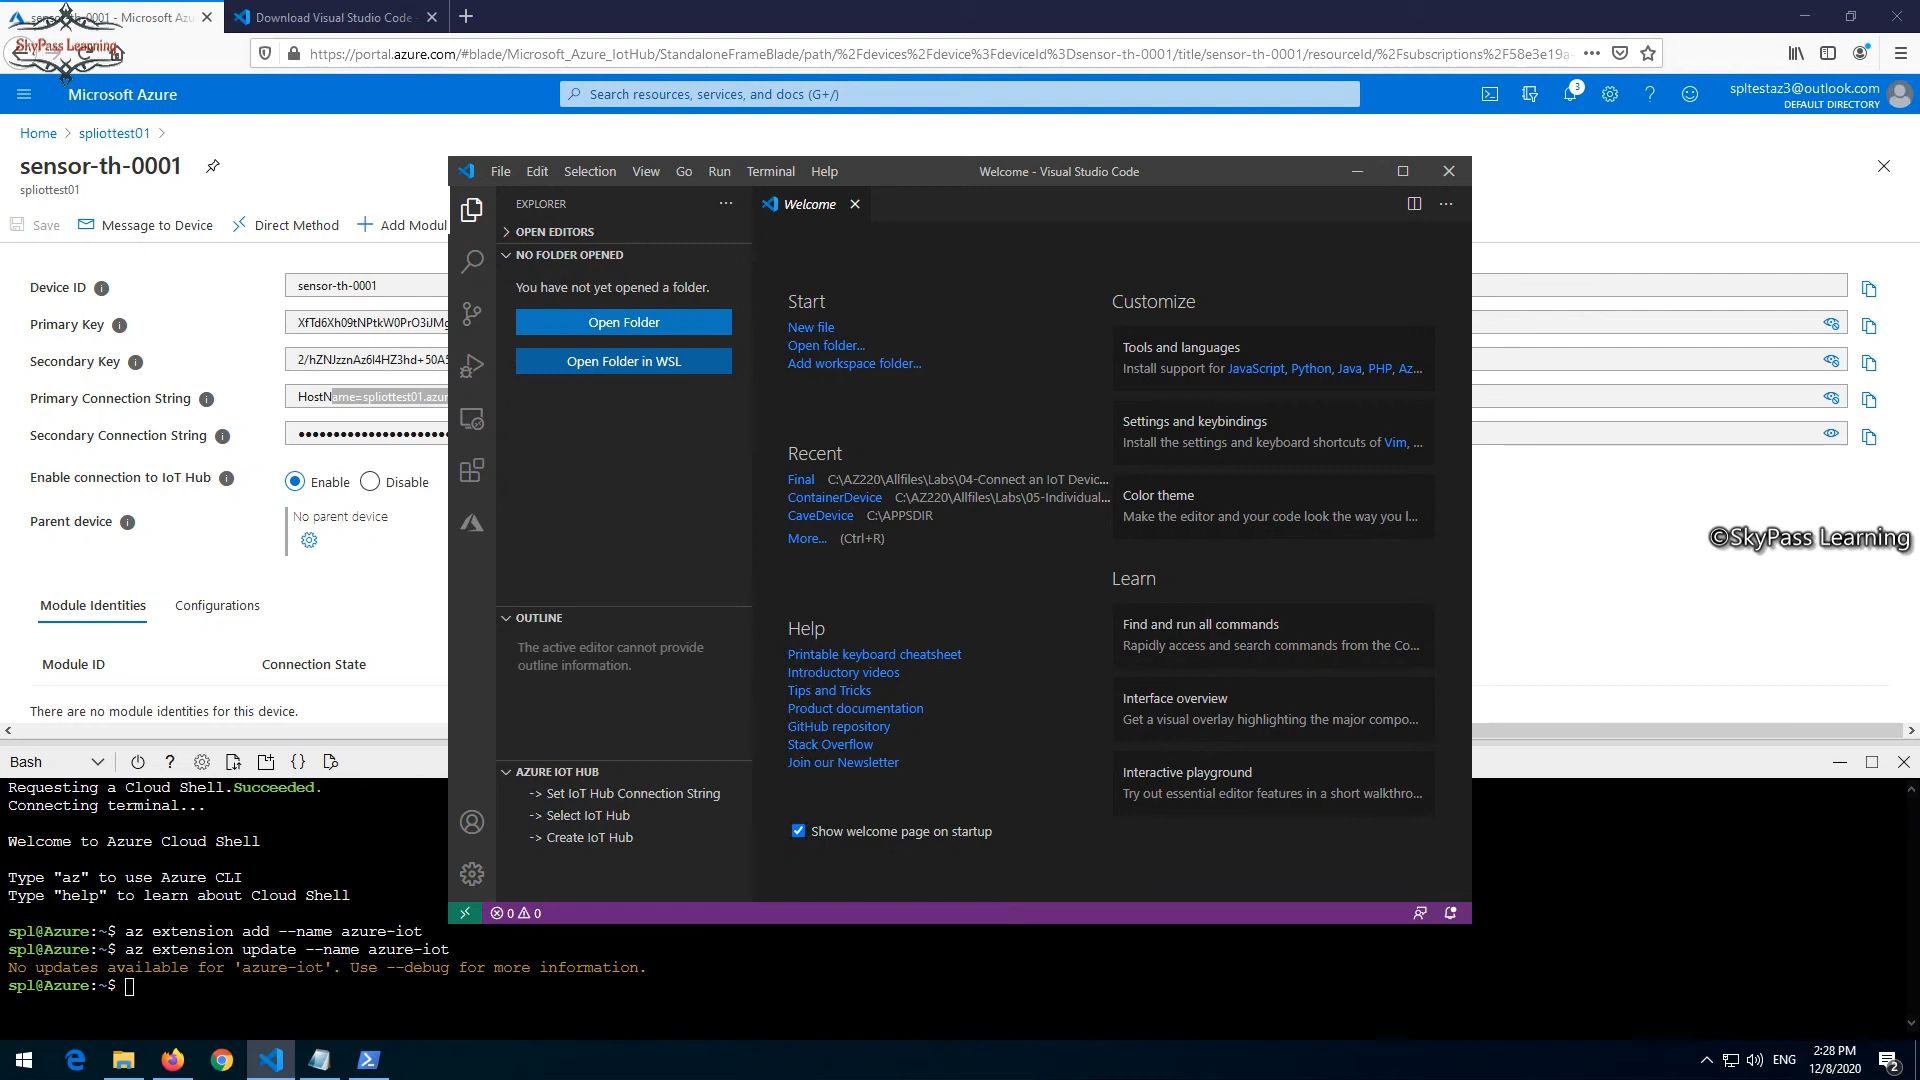 sensor-th-0001 - Microsoft Azu
Download Visual Studio Code
SkyPass Learning
https://portal.azure.com/#blade/Microsoft_Azure_IotHub/StandaloneFrameBlade/path/%2Fdevices%2Fdevice%3FdeviceId%3Dsensor-th-0001/title/sensor-th-0001/resourceId/%2Fsubscriptions%2F58e3e19a-
Microsoft Azure
Search resources, services, and docs (G+/)
3
spltestaz3@outlook.com
DEFAULT DIRECTORY
Home > spliottest01 >
sensor-th-0001
spliottest01
Save
Message to Device
Direct Method
Add Modul
Device ID
sensor-th-0001
Primary Key
XfTd6Xh09tNPtkW0PrO3iJMg
Secondary Key
2/hZNJzznAz6l4HZ3hd+50A5
Primary Connection String
HostName=spliottest01.azur
Secondary Connection String
Enable connection to IoT Hub
Enable
Disable
Parent device
No parent device
Module Identities
Configurations
Module ID
Connection State
There are no module identities for this device.
File Edit Selection View Go Run Terminal Help
Welcome - Visual Studio Code
EXPLORER
Welcome
OPEN EDITORS
NO FOLDER OPENED
You have not yet opened a folder.
Open Folder
Open Folder in WSL
OUTLINE
The active editor cannot provide
outline information.
AZURE IOT HUB
-> Set IoT Hub Connection String
-> Select IoT Hub
-> Create IoT Hub
Start
New file
Open folder...
Add workspace folder...
Recent
Final C:\AZ220\Allfiles\Labs\04-Connect an IoT Devic...
ContainerDevice C:\AZ220\Allfiles\Labs\05-Individual...
CaveDevice C:\APPSDIR
More... (Ctrl+R)
Help
Printable keyboard cheatsheet
Introductory videos
Tips and Tricks
Product documentation
GitHub repository
Stack Overflow
Join our Newsletter
Show welcome page on startup
Customize
Tools and languages
Install support for JavaScript, Python, Java, PHP, Az...
Settings and keybindings
Install the settings and keyboard shortcuts of Vim, ...
Color theme
Make the editor and your code look the way you l...
Learn
Find and run all commands
Rapidly access and search commands from the Co...
Interface overview
Get a visual overlay highlighting the major compo...
Interactive playground
Try out essential editor features in a short walkthro...
0 0
©SkyPass Learning
Bash
Requesting a Cloud Shell.Succeeded.
Connecting terminal...
Welcome to Azure Cloud Shell
Type "az" to use Azure CLI
Type "help" to learn about Cloud Shell
spl@Azure:~$ az extension add --name azure-iot
spl@Azure:~$ az extension update --name azure-iot
No updates available for 'azure-iot'. Use --debug for more information.
spl@Azure:~$
ENG
2:28 PM
12/8/2020
2